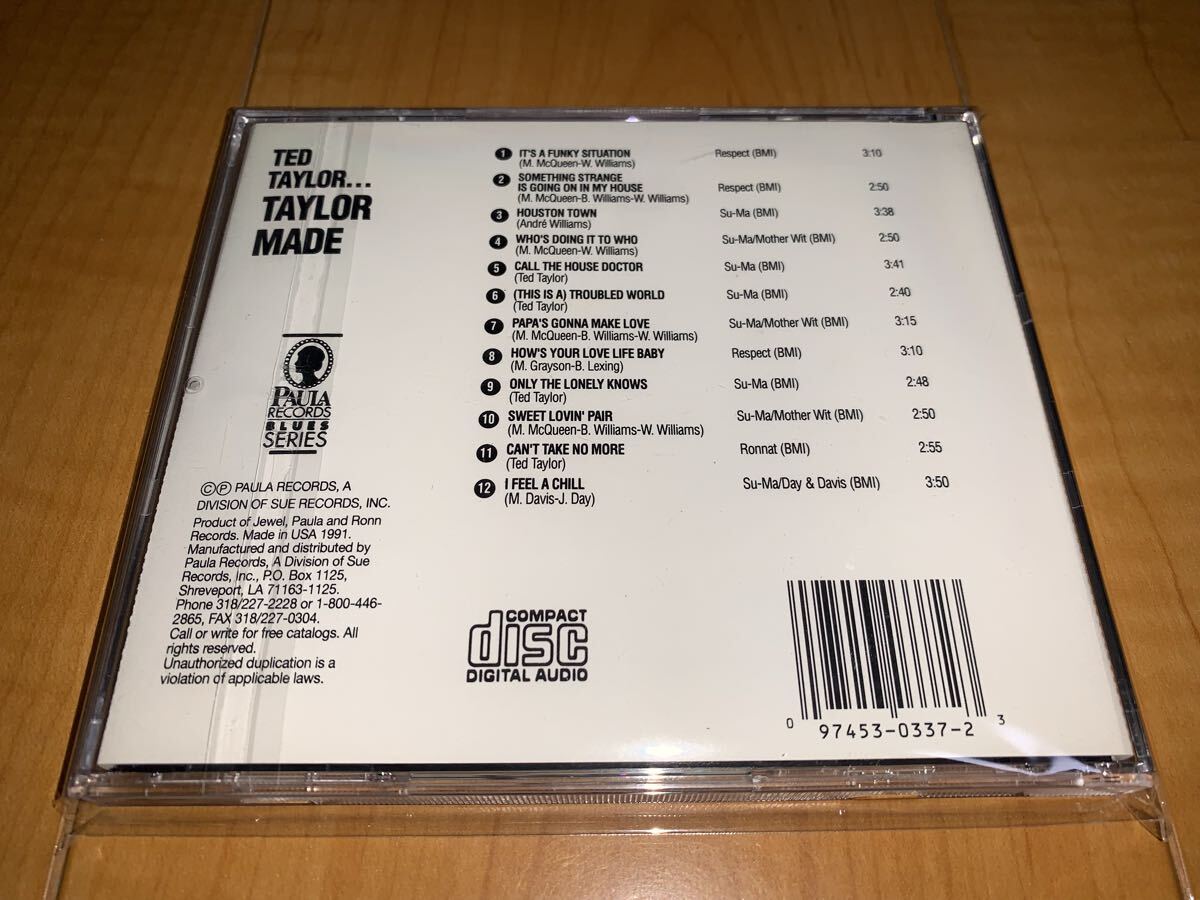 TED
TAYLOR...
TAYLOR
MADE
PAULA
RECORDS
BLUES
SERIES
©℗ PAULA RECORDS, A
DIVISION OF SUE RECORDS, INC.
Product of Jewel, Paula and Ronn
Records. Made in USA 1991.
Manufactured and distributed by
Paula Records, A Division of Sue
Records, Inc., P.O. Box 1125,
Shreveport, LA 71163-1125.
Phone 318/227-2228 or 1-800-446-
2865, FAX 318/227-0304.
Call or write for free catalogs. All
rights reserved.
Unauthorized duplication is a
violation of applicable laws.
1 IT'S A FUNKY SITUATION Respect (BMI) 3:10
(M. McQueen-W. Williams)
2 SOMETHING STRANGE
IS GOING ON IN MY HOUSE Respect (BMI) 2:50
(M. McQueen-B. Williams-W. Williams)
3 HOUSTON TOWN Su-Ma (BMI) 3:38
(André Williams)
4 WHO'S DOING IT TO WHO Su-Ma/Mother Wit (BMI) 2:50
(M. McQueen-W. Williams)
5 CALL THE HOUSE DOCTOR Su-Ma (BMI) 3:41
(Ted Taylor)
6 (THIS IS A) TROUBLED WORLD Su-Ma (BMI) 2:40
(Ted Taylor)
7 PAPA'S GONNA MAKE LOVE Su-Ma/Mother Wit (BMI) 3:15
(M. McQueen-B. Williams-W. Williams)
8 HOW'S YOUR LOVE LIFE BABY Respect (BMI) 3:10
(M. Grayson-B. Lexing)
9 ONLY THE LONELY KNOWS Su-Ma (BMI) 2:48
(Ted Taylor)
10 SWEET LOVIN' PAIR Su-Ma/Mother Wit (BMI) 2:50
(M. McQueen-B. Williams-W. Williams)
11 CAN'T TAKE NO MORE Ronnat (BMI) 2:55
(Ted Taylor)
12 I FEEL A CHILL Su-Ma/Day & Davis (BMI) 3:50
(M. Davis-J. Day)
COMPACT
disc
DIGITAL AUDIO
0 97453-0337-2 3